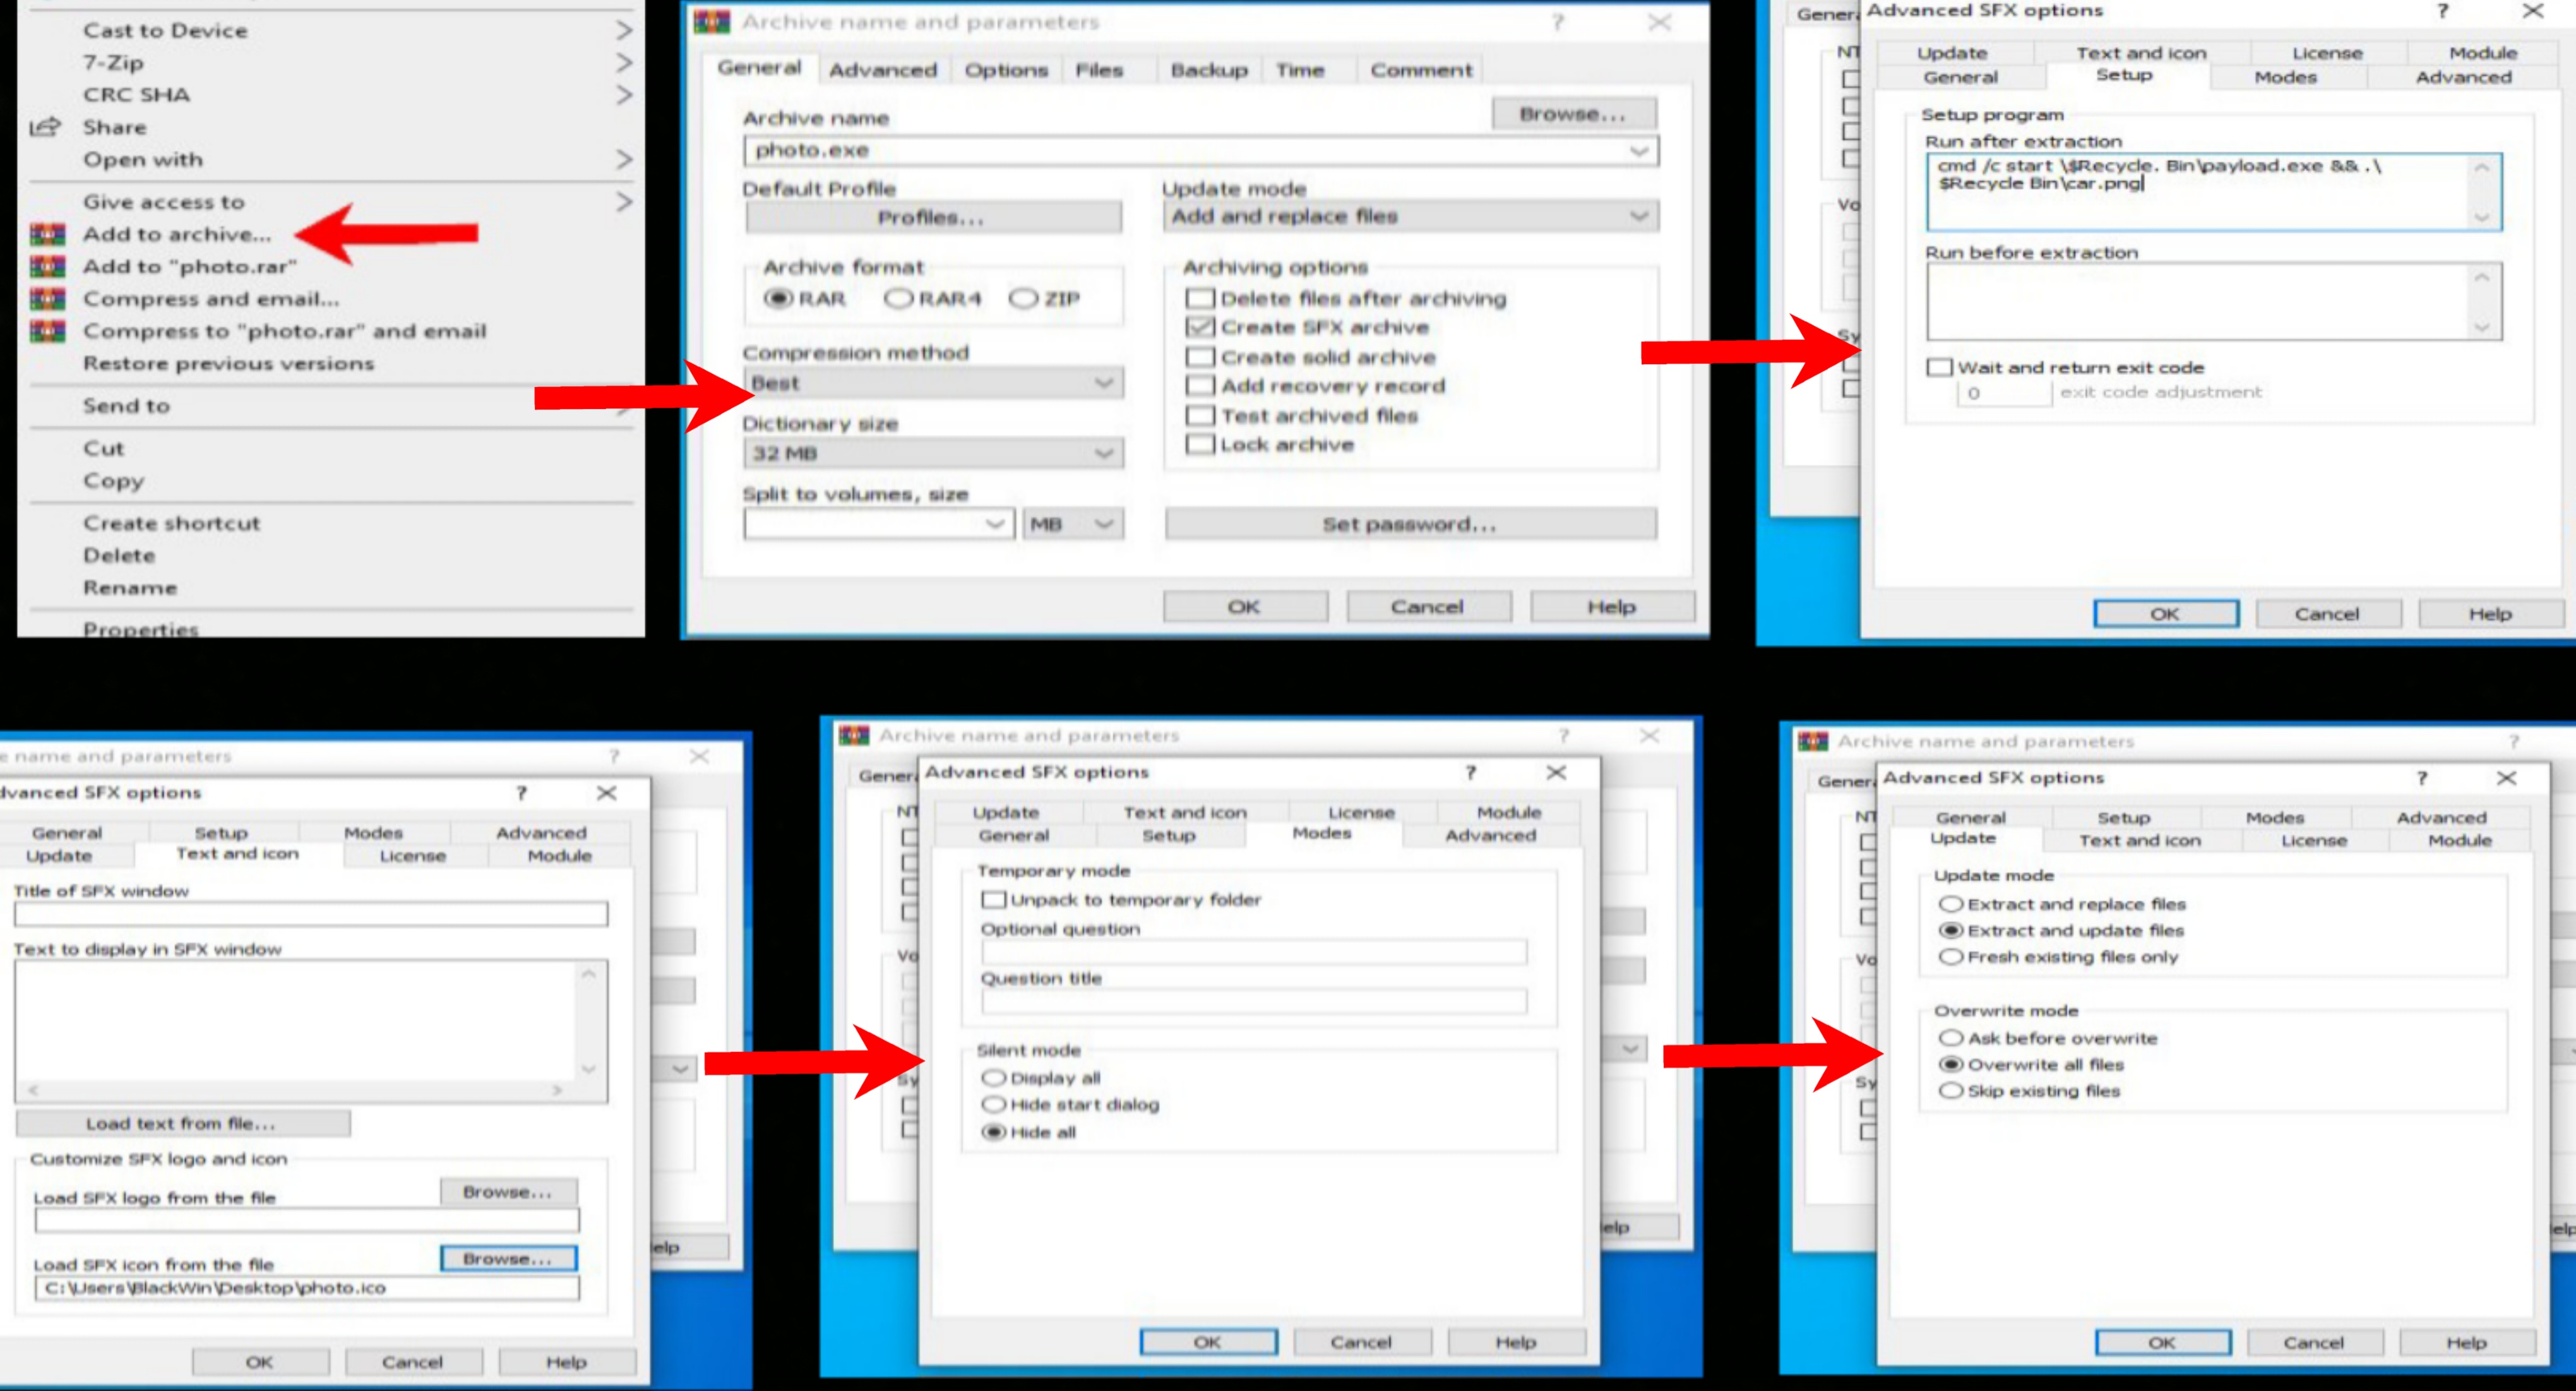 Cast to Device
7-Zip
CRC SHA
Share
Open with
Give access to
Add to archive...
Add to "photo.rar"
Compress and email...
Compress to "photo.rar" and email
Restore previous versions
Send to
Cut
Copy
Create shortcut
Delete
Rename
Properties
Archive name and parameters ?
General Advanced Options Files Backup Time Comment
Archive name
Browse...
photo.exe
Default Profile
Profiles...
Update mode
Add and replace files
Archive format
RAR RAR4 ZIP
Compression method
Best
Dictionary size
32 MB
Split to volumes, size
MB
Archiving options
Delete files after archiving
Create SFX archive
Create solid archive
Add recovery record
Test archived files
Lock archive
Set password...
OK Cancel Help
Gener
NT
Vo
Sy
Advanced SFX options ?
Update Text and icon License Module
General Setup Modes Advanced
Setup program
Run after extraction
cmd /c start \$Recycle. Bin\payload.exe && .\
$Recycle Bin\car.png
Run before extraction
Wait and return exit code
0 exit code adjustment
OK Cancel Help
e name and parameters ?
dvanced SFX options ?
General Setup Modes Advanced
Update Text and icon License Module
Title of SFX window
Text to display in SFX window
Load text from file...
Customize SFX logo and icon
Load SFX logo from the file
Browse...
Load SFX icon from the file
Browse...
C:\Users\BlackWin\Desktop\photo.ico
OK Cancel Help
elp
Archive name and parameters ?
Gener
NT
Vo
Sy
Advanced SFX options ?
Update Text and icon License Module
General Setup Modes Advanced
Temporary mode
Unpack to temporary folder
Optional question
Question title
Silent mode
Display all
Hide start dialog
Hide all
OK Cancel Help
elp
Archive name and parameters ?
Gener
NT
Vo
Sy
Advanced SFX options ?
General Setup Modes Advanced
Update Text and icon License Module
Update mode
Extract and replace files
Extract and update files
Fresh existing files only
Overwrite mode
Ask before overwrite
Overwrite all files
Skip existing files
OK Cancel Help
elp